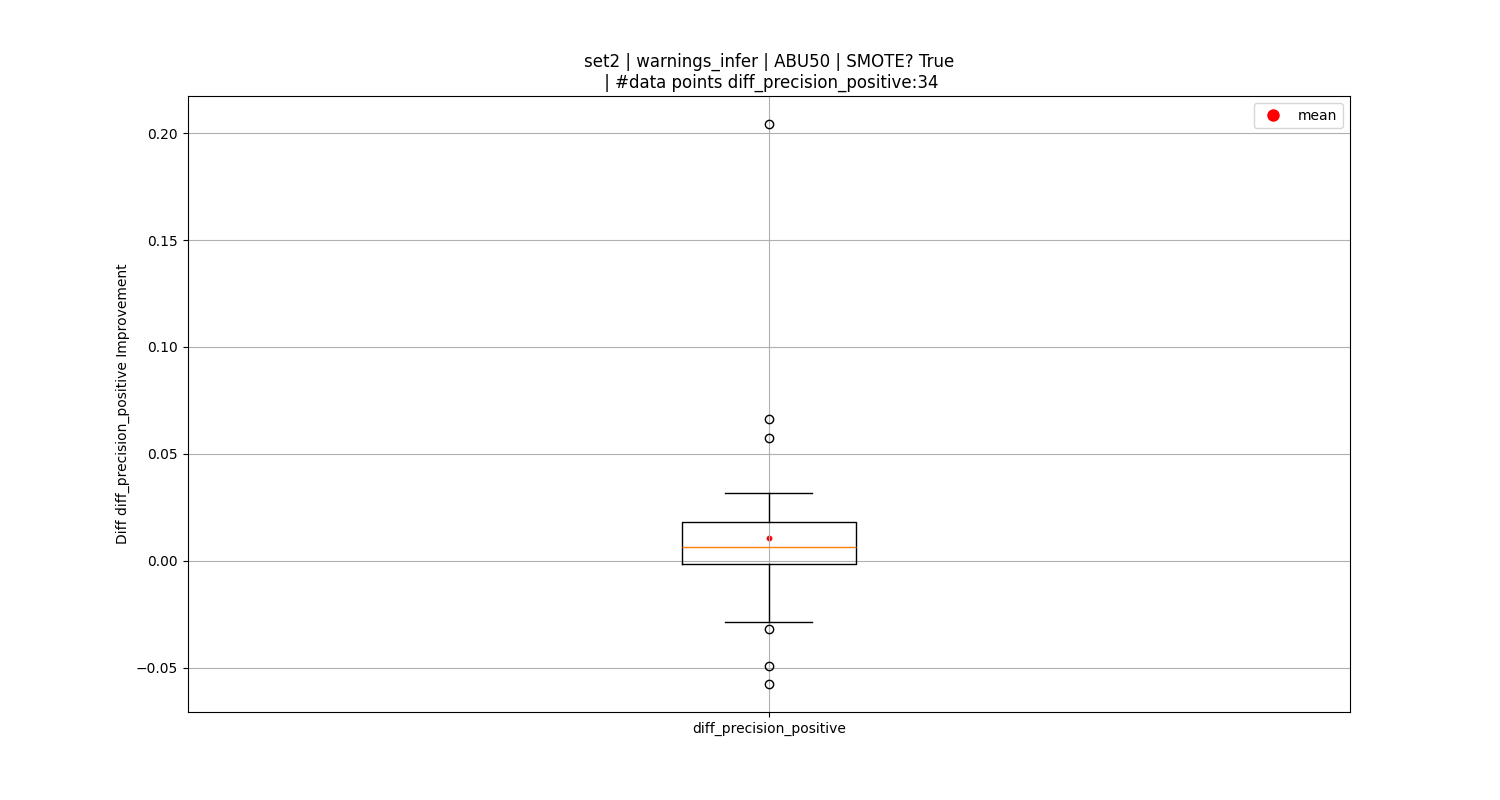 set2 | warnings_infer | ABU50 | SMOTE? True
| #data points diff_precision_positive:34
mean
0.20
0.15
0.10
0.05
0.00
−0.05
Diff diff_precision_positive Improvement
diff_precision_positive